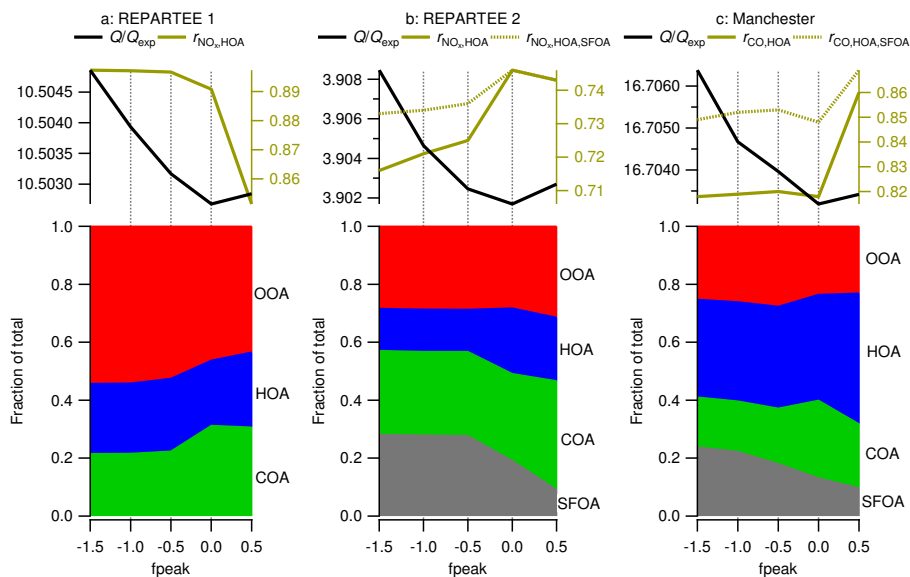 a: REPARTEE 1
Q/Qexp rNOx,HOA
10.5045
10.5040
10.5035
10.5030
0.89
0.88
0.87
0.86
1.0
0.8
0.6
0.4
0.2
0.0
Fraction of total
OOA
HOA
COA
-1.5 -1.0 -0.5 0.0 0.5
fpeak
b: REPARTEE 2
Q/Qexp rNOx,HOA rNOx,HOA,SFOA
3.908
3.906
3.904
3.902
0.74
0.73
0.72
0.71
1.0
0.8
0.6
0.4
0.2
0.0
Fraction of total
OOA
HOA
COA
SFOA
-1.5 -1.0 -0.5 0.0 0.5
fpeak
c: Manchester
Q/Qexp rCO,HOA rCO,HOA,SFOA
16.7060
16.7050
16.7040
0.86
0.85
0.84
0.83
0.82
1.0
0.8
0.6
0.4
0.2
0.0
Fraction of total
OOA
HOA
COA
SFOA
-1.5 -1.0 -0.5 0.0 0.5
fpeak